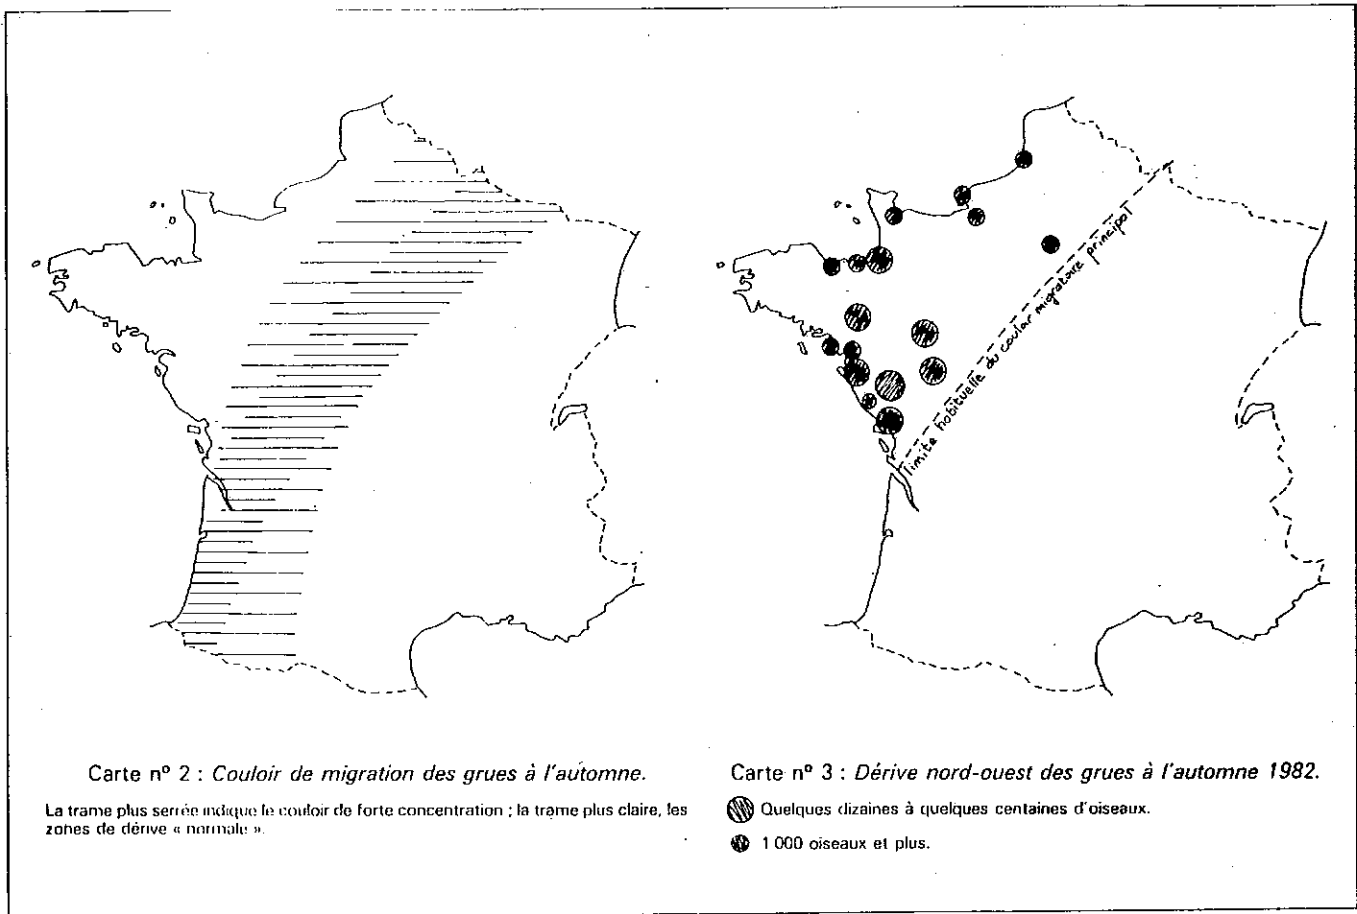 limite habituelle du couloir migratoire principal
Carte nº 2 : Couloir de migration des grues à l'automne.
La trame plus serrée indique le couloir de forte concentration ; la trame plus claire, les
zones de dérive « normale ».
Carte nº 3 : Dérive nord-ouest des grues à l'automne 1982.
Quelques dizaines à quelques centaines d'oiseaux.
1 000 oiseaux et plus.